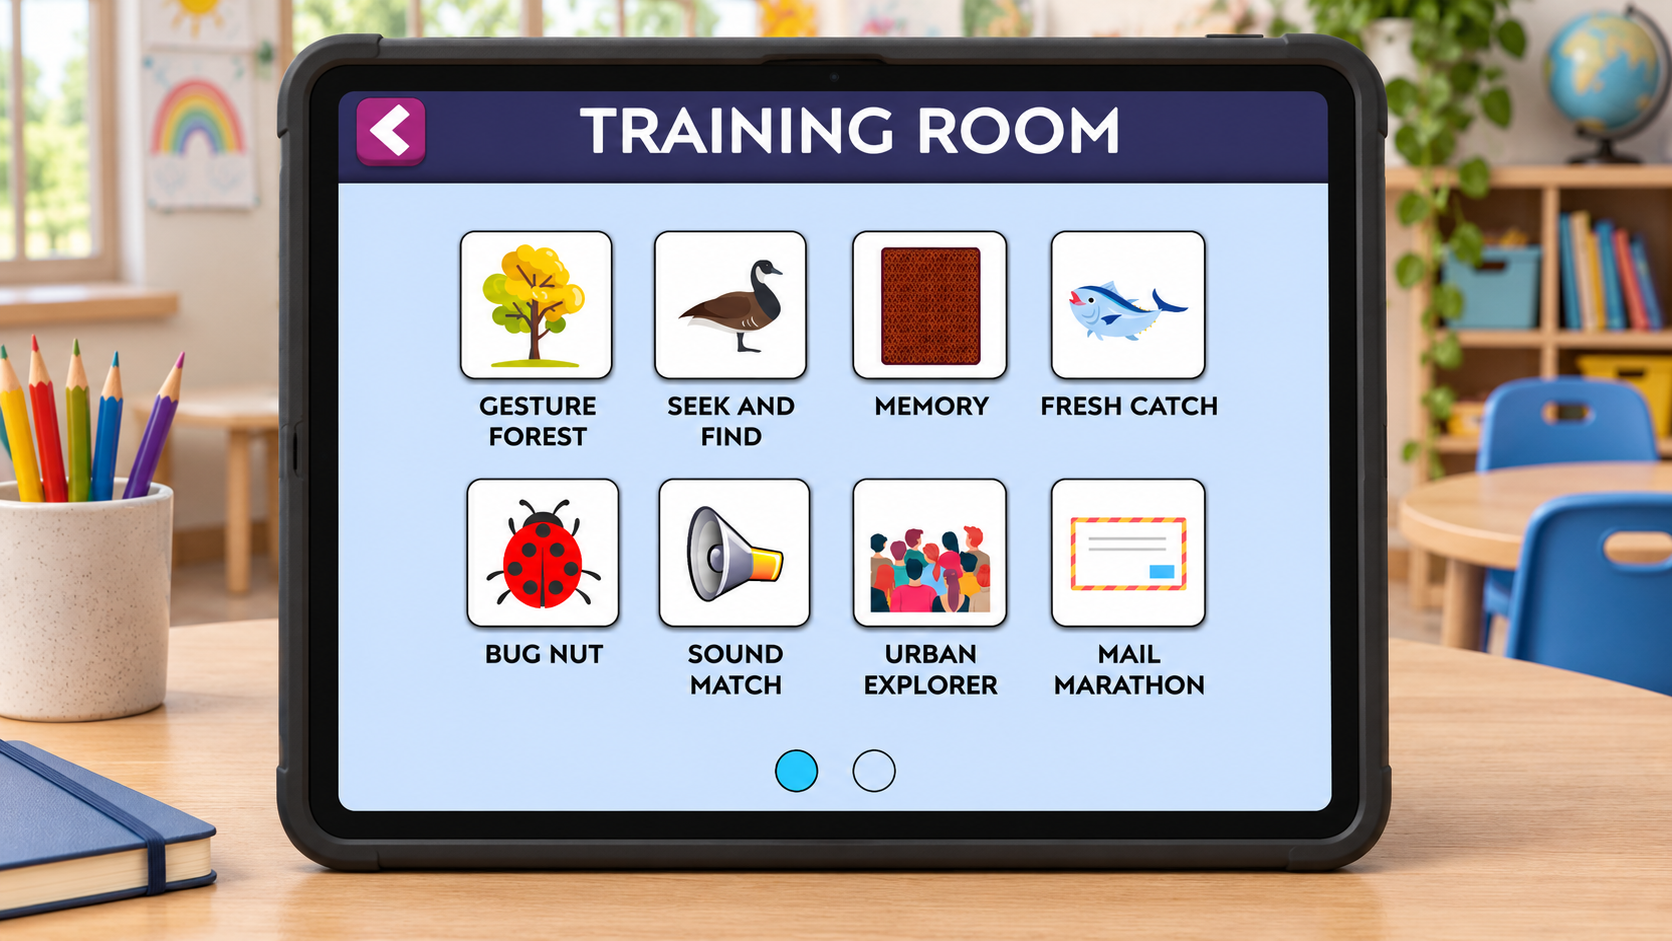 TRAINING ROOM
GESTURE
FOREST
SEEK AND
FIND
MEMORY
FRESH CATCH
BUG NUT
SOUND
MATCH
URBAN
EXPLORER
MAIL
MARATHON